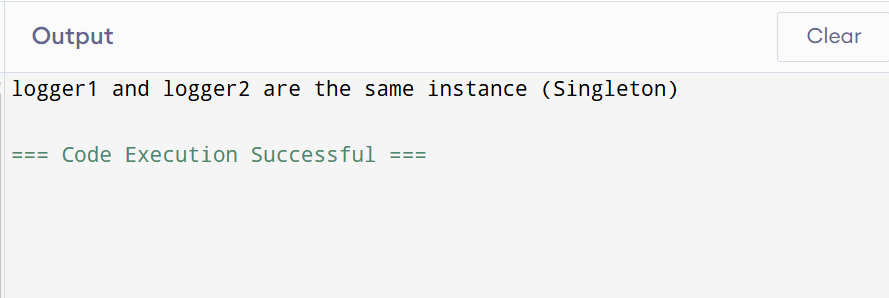 Output
Clear
logger1 and logger2 are the same instance (Singleton)
=== Code Execution Successful ===